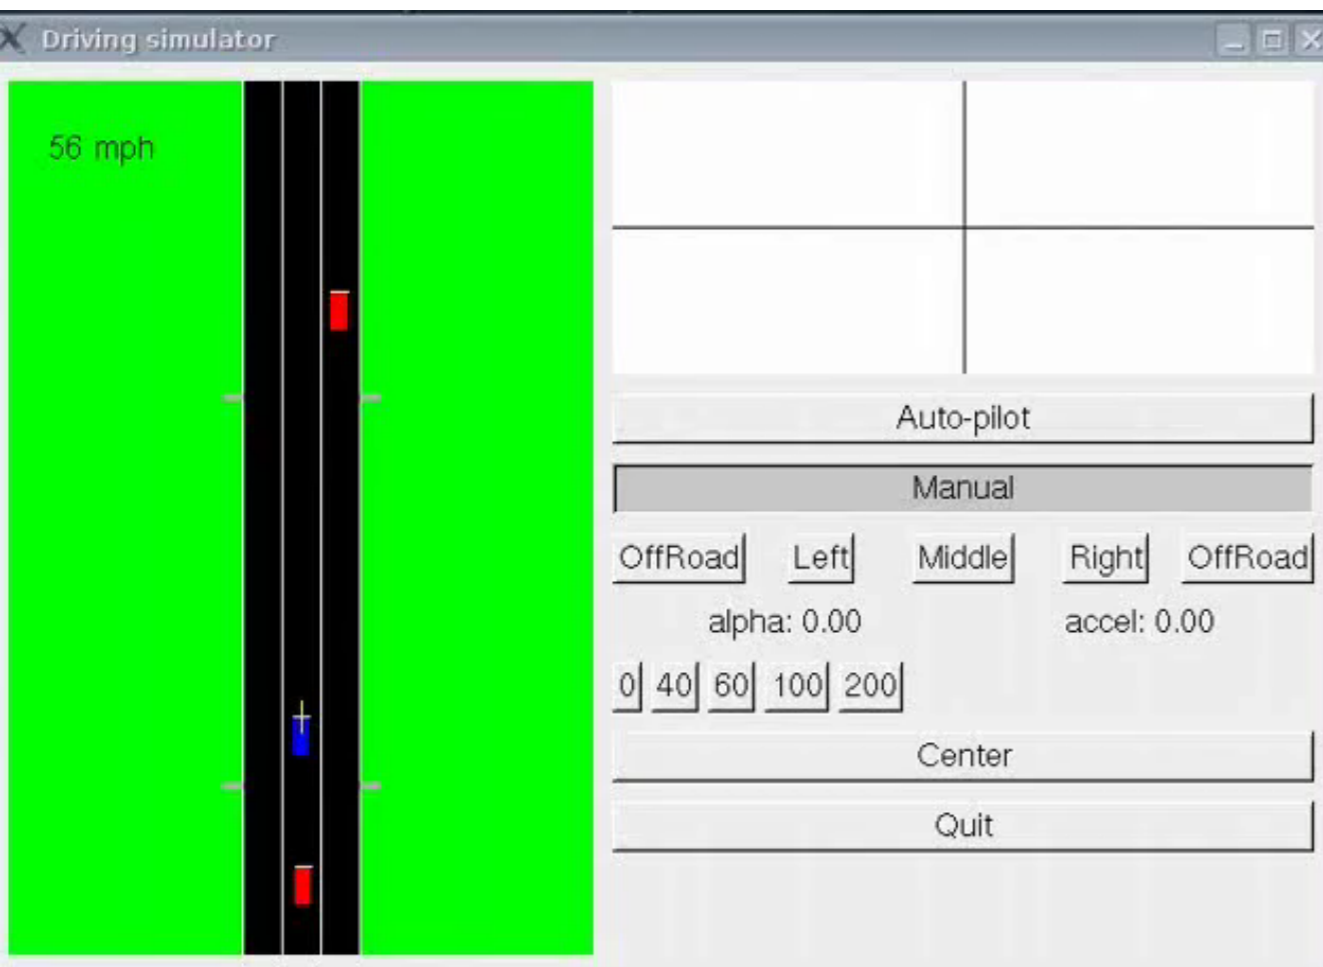 Driving simulator
56 mph
Auto-pilot
Manual
OffRoad Left Middle Right OffRoad
alpha: 0.00 accel: 0.00
0 40 60 100 200
Center
Quit